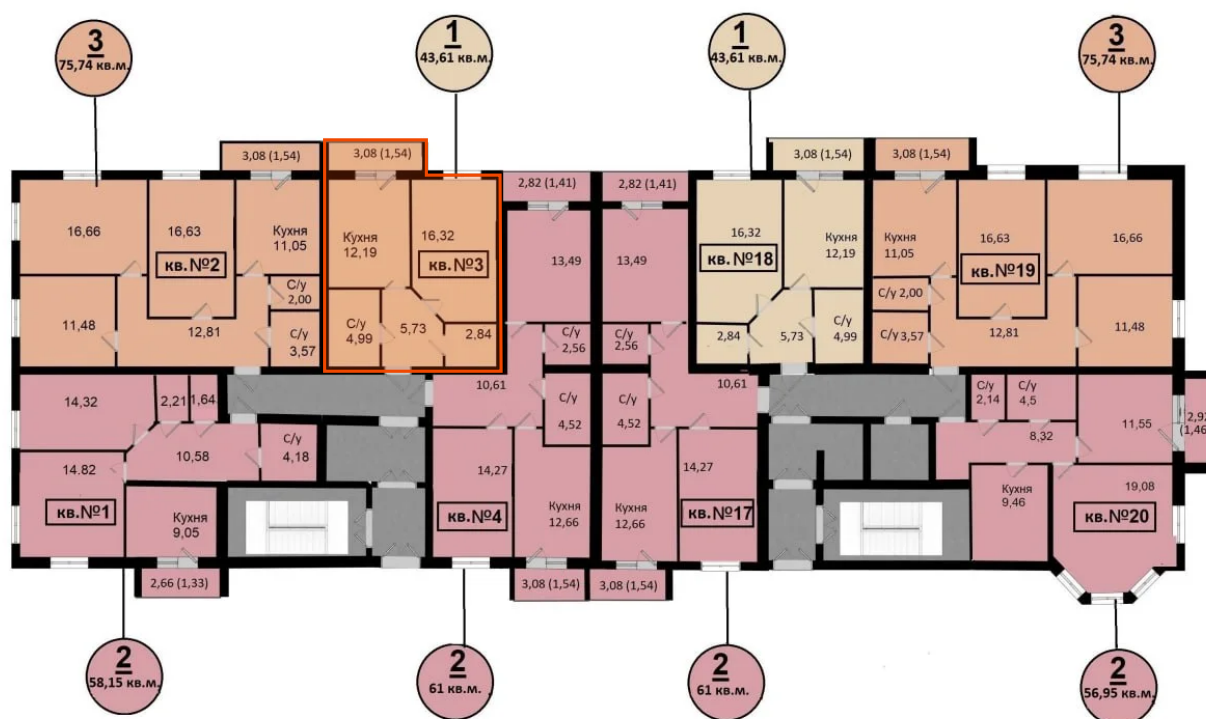 3
75,74 кв.м.
1
43,61 кв.м.
1
43,61 кв.м.
3
75,74 кв.м.
3,08 (1,54)
16,66
16,63
Кухня
11,05
кв.№2
С/у
2,00
11,48
12,81
С/у
3,57
3,08 (1,54)
Кухня
12,19
16,32
кв.№3
С/у
4,99
5,73
2,84
2,82 (1,41)
13,49
С/у
2,56
10,61
С/у
4,52
14,27
кв.№4
Кухня
12,66
3,08 (1,54)
2,82 (1,41)
13,49
С/у
2,56
10,61
С/у
4,52
14,27
кв.№17
Кухня
12,66
3,08 (1,54)
3,08 (1,54)
16,32
кв.№18
Кухня
12,19
2,84
5,73
С/у
4,99
3,08 (1,54)
Кухня
11,05
16,63
16,66
кв.№19
С/у 2,00
С/у 3,57
12,81
11,48
14,32
2,21
1,64
14.82
10,58
С/у
4,18
кв.№1
Кухня
9,05
2,66 (1,33)
С/у
2,14
С/у
4,5
8,32
11,55
2,92
(1,46)
Кухня
9,46
19,08
кв.№20
2
58,15 кв.м.
2
61 кв.м.
2
61 кв.м.
2
56,95 кв.м.